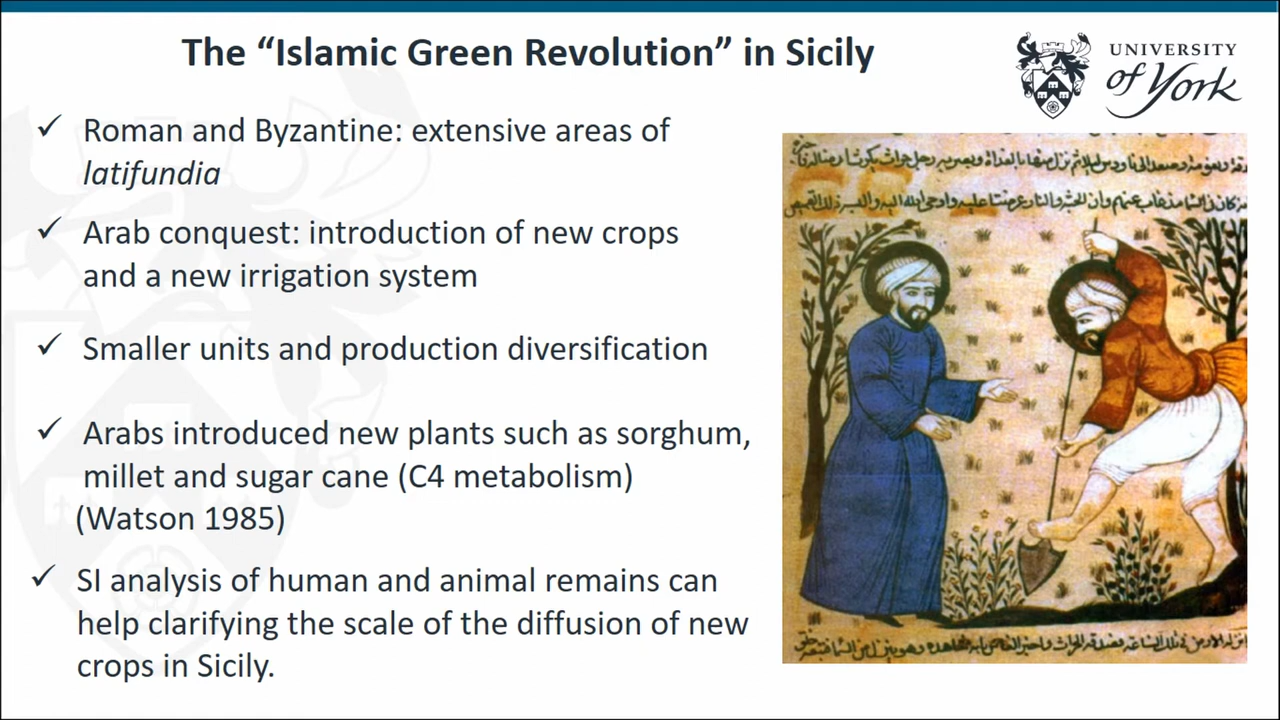 The “Islamic Green Revolution” in Sicily
UNIVERSITY
of York
✓ Roman and Byzantine: extensive areas of
latifundia
✓ Arab conquest: introduction of new crops
and a new irrigation system
✓ Smaller units and production diversification
✓ Arabs introduced new plants such as sorghum,
millet and sugar cane (C4 metabolism)
(Watson 1985)
✓ SI analysis of human and animal remains can
help clarifying the scale of the diffusion of new
crops in Sicily.